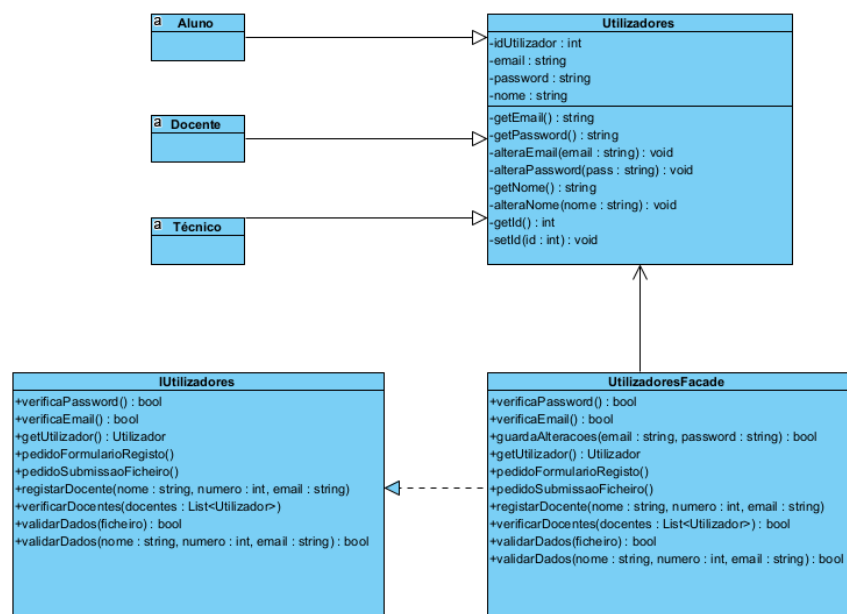 a Aluno
Utilizadores
-idUtilizador : int
-email : string
-password : string
-nome : string
-getEmail() : string
-getPassword() : string
-alteraEmail(email : string) : void
-alteraPassword(pass : string) : void
-getNome() : string
-alteraNome(nome : string) : void
-getId() : int
-setId(id : int) : void
a Docente
a Técnico
IUtilizadores
+verificaPassword() : bool
+verificaEmail() : bool
+getUtilizador() : Utilizador
+pedidoFormularioRegisto()
+pedidoSubmissaoFicheiro()
+registarDocente(nome : string, numero : int, email : string)
+verificarDocentes(docentes : List<Utilizador>)
+validarDados(ficheiro) : bool
+validarDados(nome : string, numero : int, email : string) : bool
UtilizadoresFacade
+verificaPassword() : bool
+verificaEmail() : bool
+guardaAlteracoes(email : string, password : string) : bool
+getUtilizador() : Utilizador
+pedidoFormularioRegisto()
+pedidoSubmissaoFicheiro()
+registarDocente(nome : string, numero : int, email : string)
+verificarDocentes(docentes : List<Utilizador>) : bool
+validarDados(ficheiro) : bool
+validarDados(nome : string, numero : int, email : string) : bool